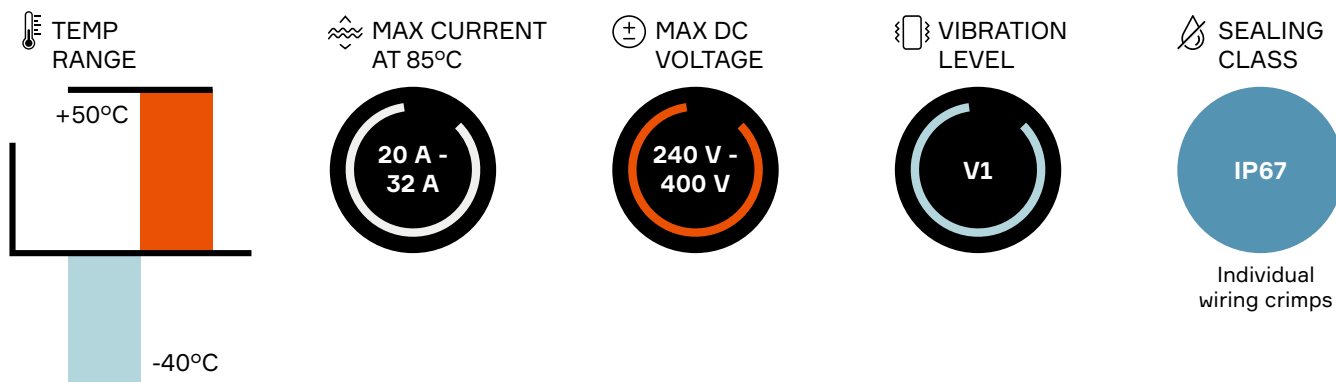 TEMP
RANGE
+50°C
-40°C
MAX CURRENT
AT 85°C
20 A -
32 A
MAX DC
VOLTAGE
240 V -
400 V
VIBRATION
LEVEL
V1
SEALING
CLASS
IP67
Individual
wiring crimps